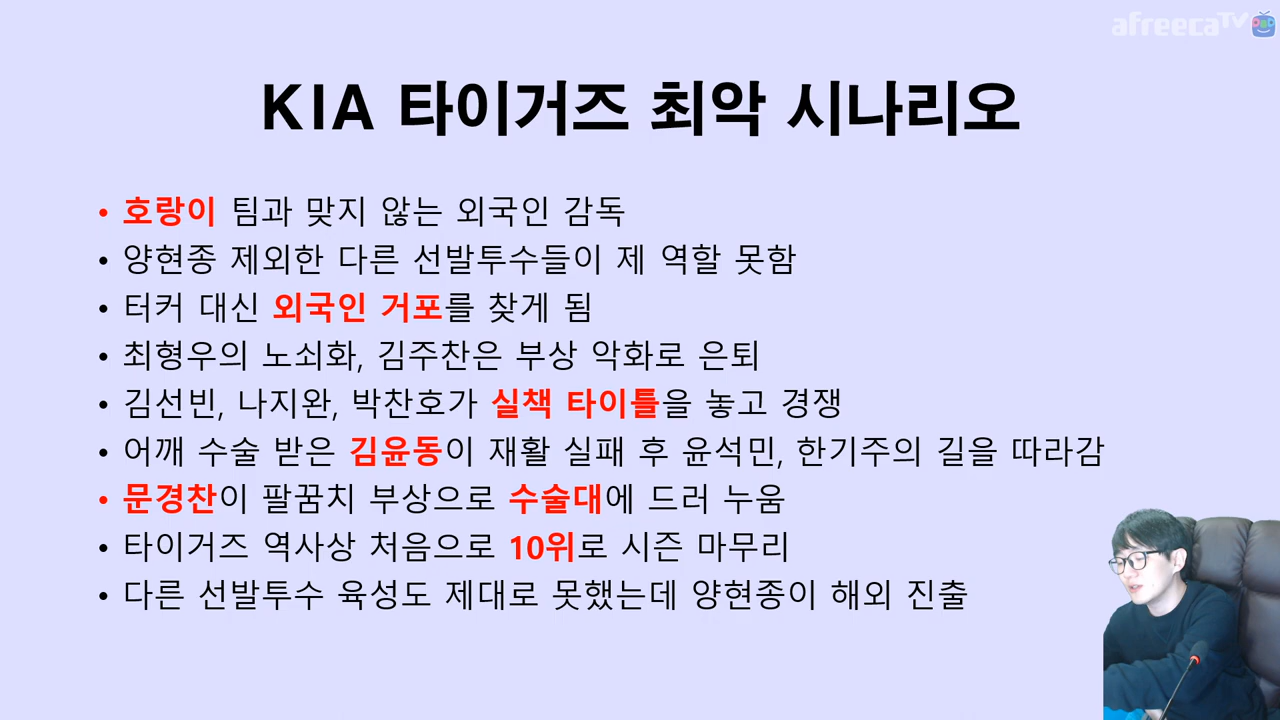 afreecaTV
KIA 타이거즈 최악 시나리오
• 호랑이 팀과 맞지 않는 외국인 감독
• 양현종 제외한 다른 선발투수들이 제 역할 못함
• 터커 대신 외국인 거포를 찾게 됨
• 최형우의 노쇠화, 김주찬은 부상 악화로 은퇴
• 김선빈, 나지완, 박찬호가 실책 타이틀을 놓고 경쟁
• 어깨 수술 받은 김윤동이 재활 실패 후 윤석민, 한기주의 길을 따라감
• 문경찬이 팔꿈치 부상으로 수술대에 드러 누움
• 타이거즈 역사상 처음으로 10위로 시즌 마무리
• 다른 선발투수 육성도 제대로 못했는데 양현종이 해외 진출